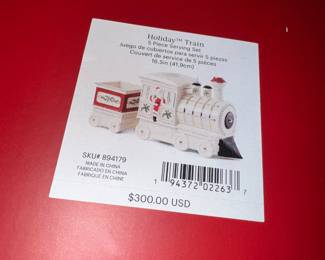 Holiday™ Train
5 Piece Serving Set
Juego de cubiertos para servir 5 piezas
Couvert de service de 5 pièces
16.5in (41.9cm)
SKU# 894179
MADE IN CHINA
FABRICADO EN CHINA
FABRIQUÉ EN CHINE
1 94372 02263 7
$300.00 USD